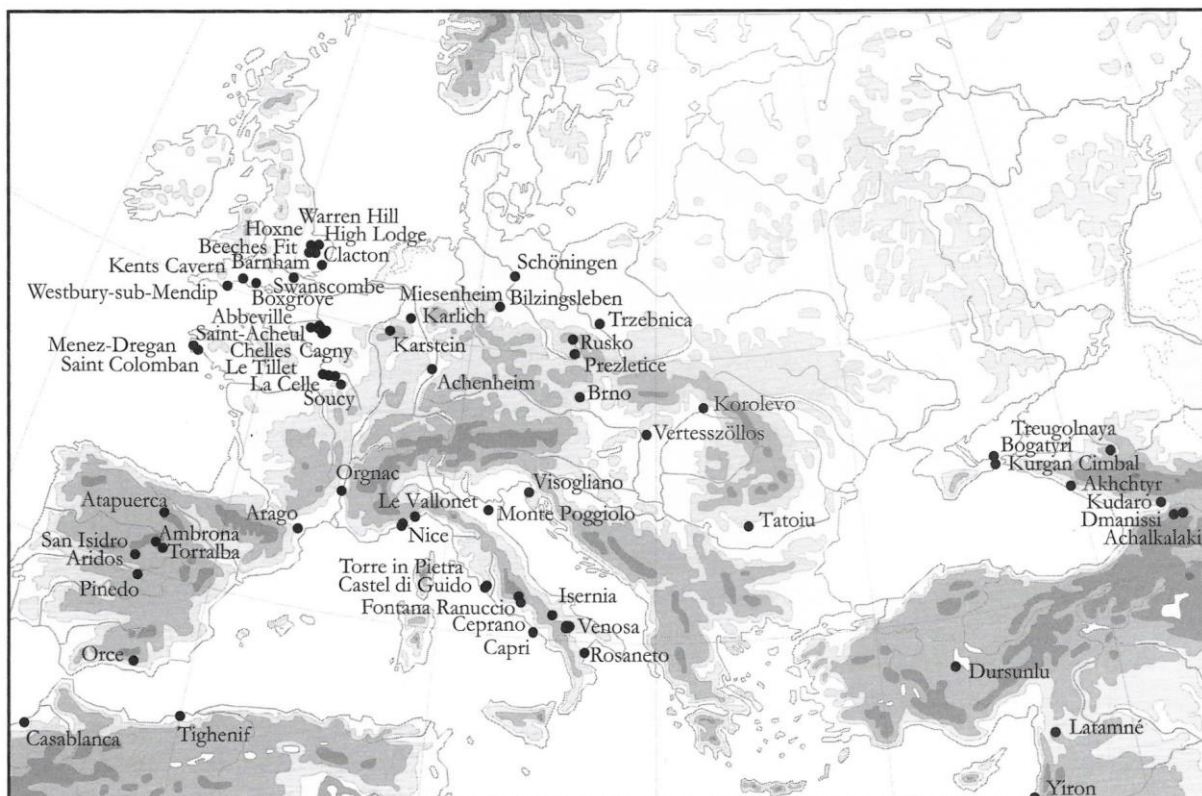 Warren Hill
Hoxne
High Lodge
Beeches Fit
Clacton
Barnham
Kents Cavern
Swanscombe
Westbury-sub-Mendip
Boxgrove
Schöningen
Miesenheim
Bilzingsleben
Abbeville
Karlich
Trzebnica
Saint-Acheul
Menez-Dregan
Chelles
Cagny
Karstein
Rusko
Saint Colomban
Prezletice
Le Tillet
La Celle
Achenheim
Soucy
Brno
Korolevo
Vertesszöllos
Treugolnaya
Bogatyri
Kurgan Cimbal
Orgnac
Visogliano
Akhchtyr
Atapuerca
Le Vallonet
Kudaro
Arago
Monte Poggiolo
Dmanissi
Nice
Tatoiu
Achalkalaki
San Isidro
Ambrona
Aridos
Torralba
Pinedo
Torre in Pietra
Castel di Guido
Isernia
Fontana Ranuccio
Ceprano
Venosa
Capri
Orce
Rosaneto
Dursunlu
Casablanca
Tighenif
Latamné
Yiron